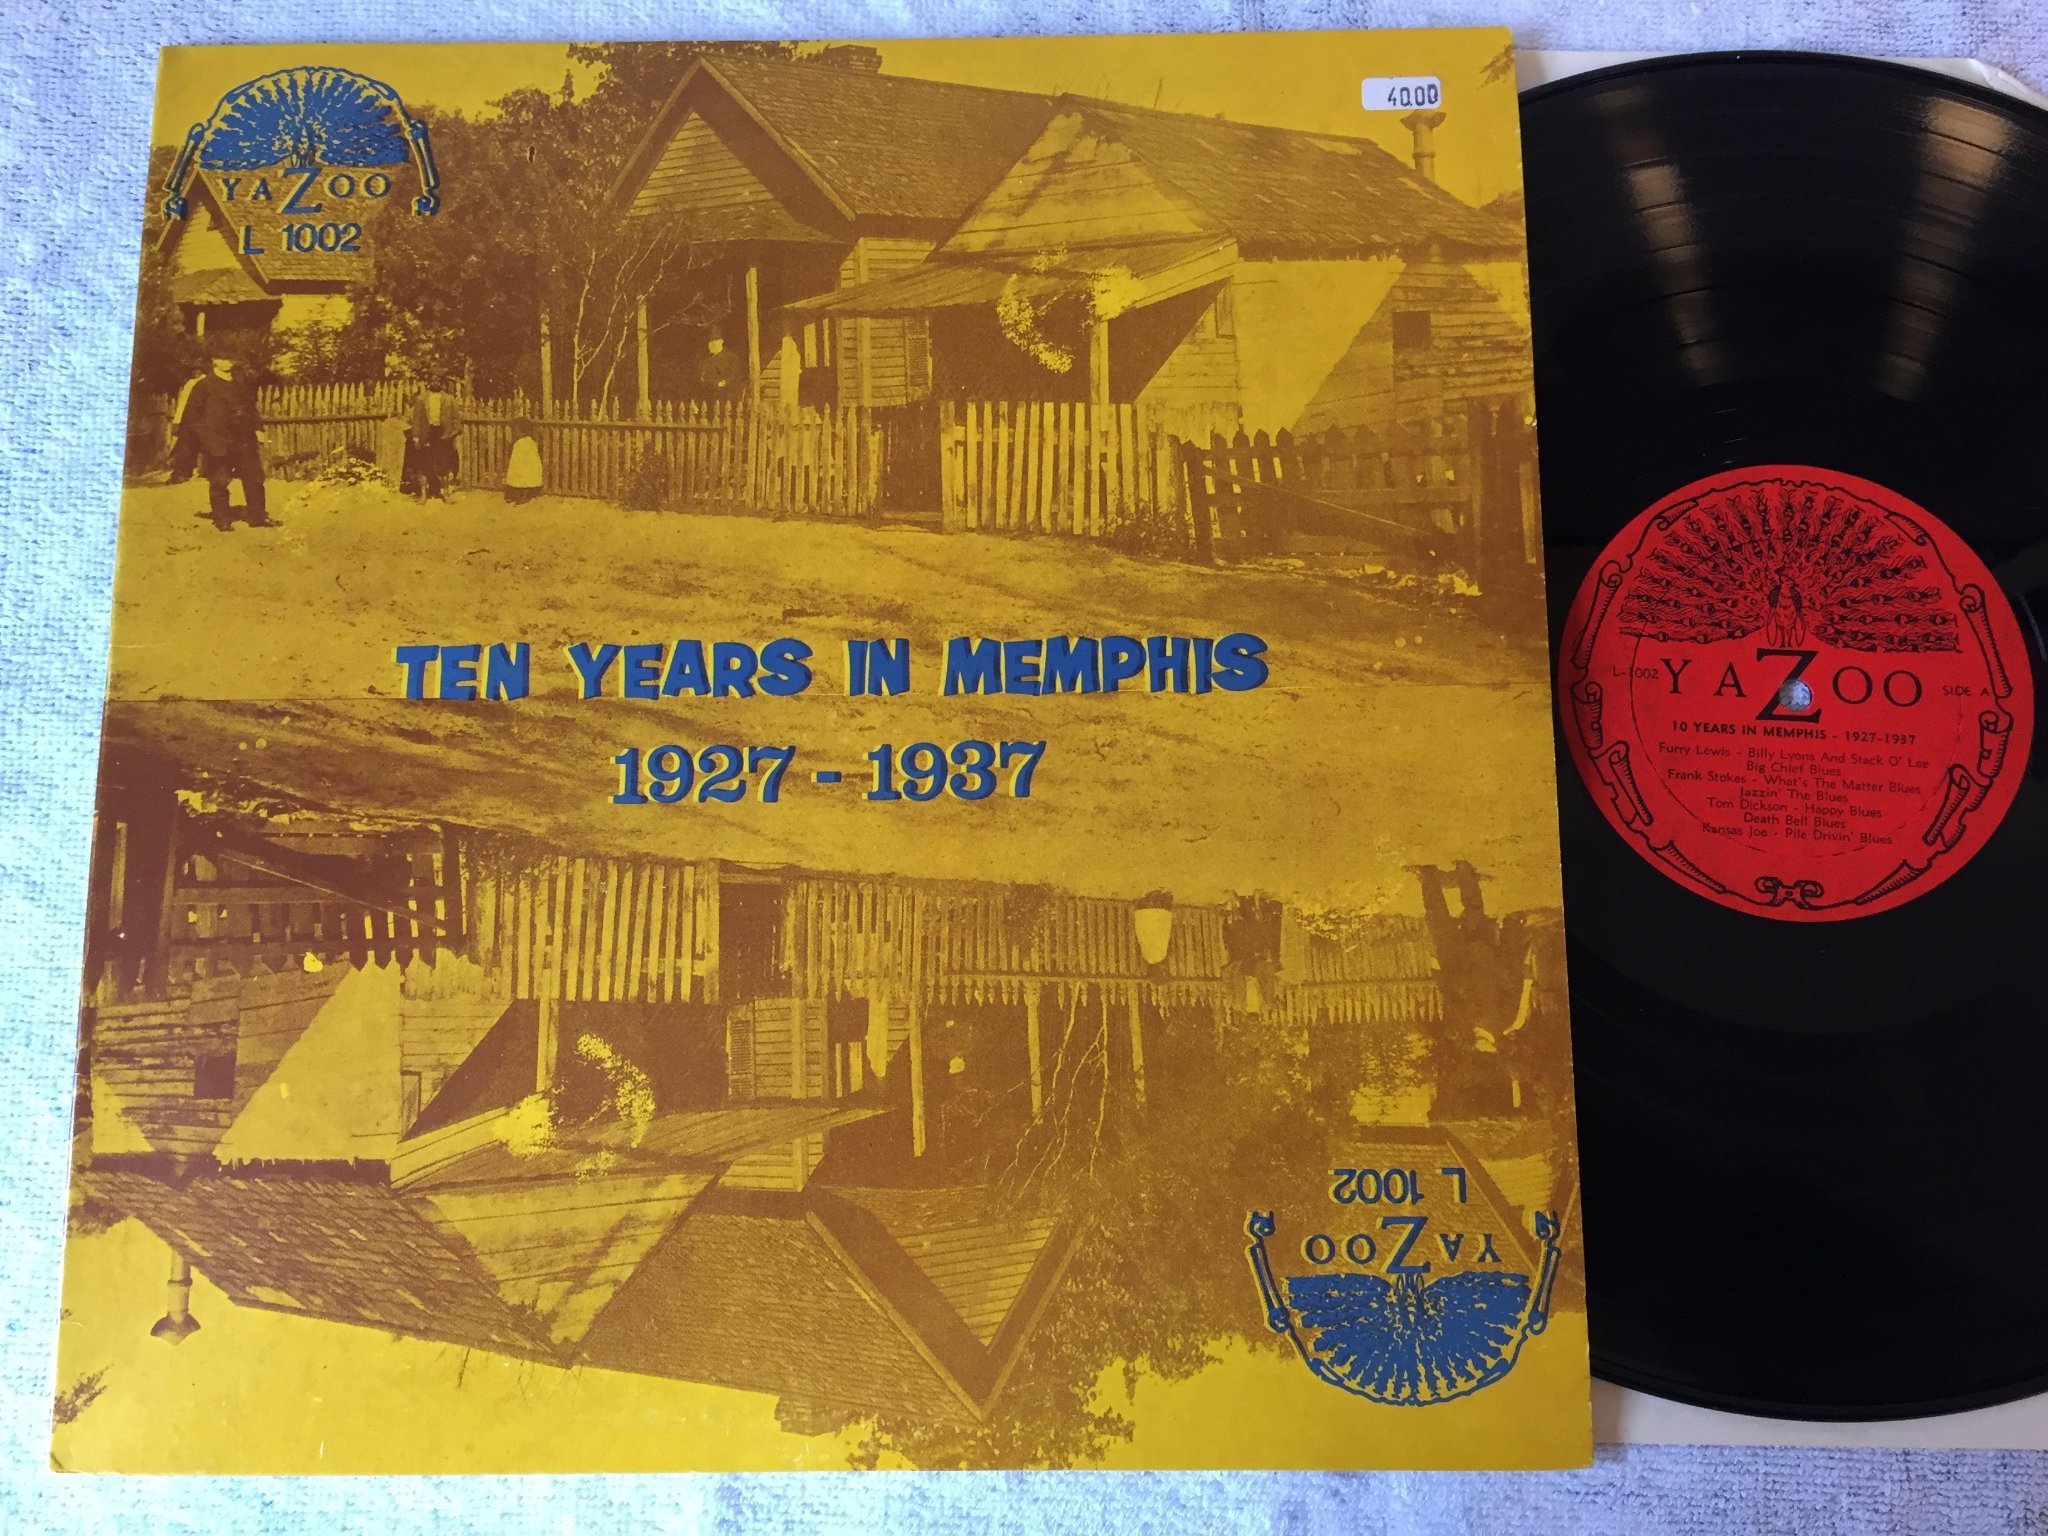 YAZOO
L 1002
40.00
TEN YEARS IN MEMPHIS
1927 - 1937
L 1002
YAZOO
L-1002 YAZOO SIDE A
10 YEARS IN MEMPHIS - 1927-1937
Furry Lewis - Billy Lyons And Stack O' Lee
Big Chief Blues
Frank Stokes - What's The Matter Blues
Jazzin' The Blues
Tom Dickson - Happy Blues
Death Bell Blues
Kansas Joe - Pile Drivin' Blues